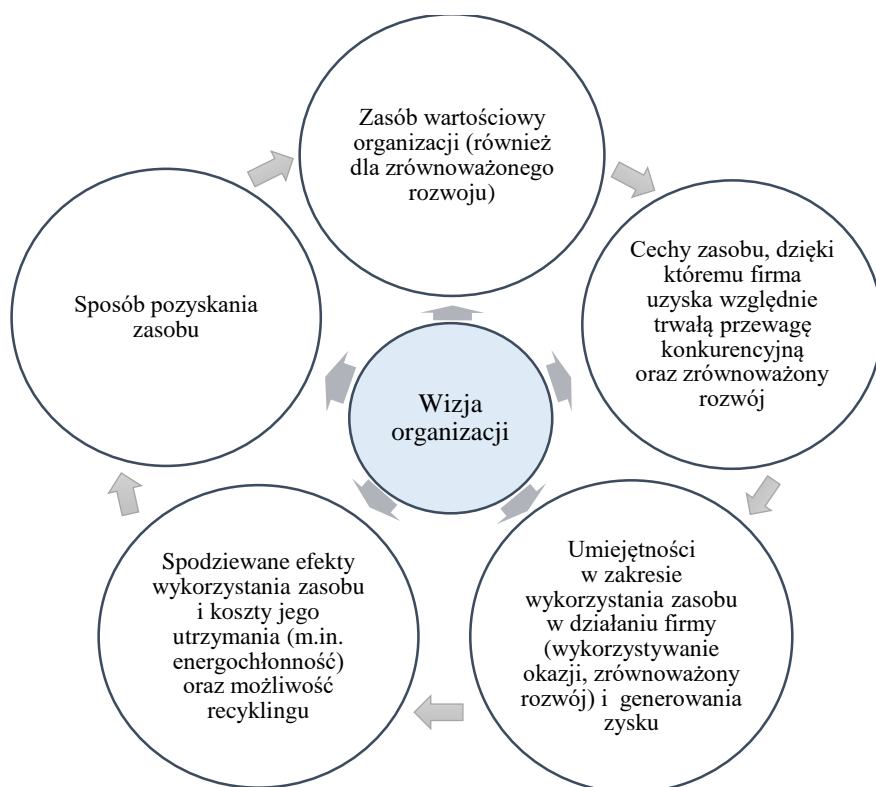 Zasób wartościowy
organizacji (również
dla zrównoważonego
rozwoju)
Cechy zasobu, dzięki
któremu firma
uzyska względnie
trwałą przewagę
konkurencyjną
oraz zrównoważony
rozwój
Umiejętności
w zakresie
wykorzystania zasobu
w działaniu firmy
(wykorzystywanie
okazji, zrównoważony
rozwój) i generowania
zysku
Spodziewane efekty
wykorzystania zasobu
i koszty jego
utrzymania (m.in.
energochłonność)
oraz możliwość
recyklingu
Sposób pozyskania
zasobu
Wizja
organizacji